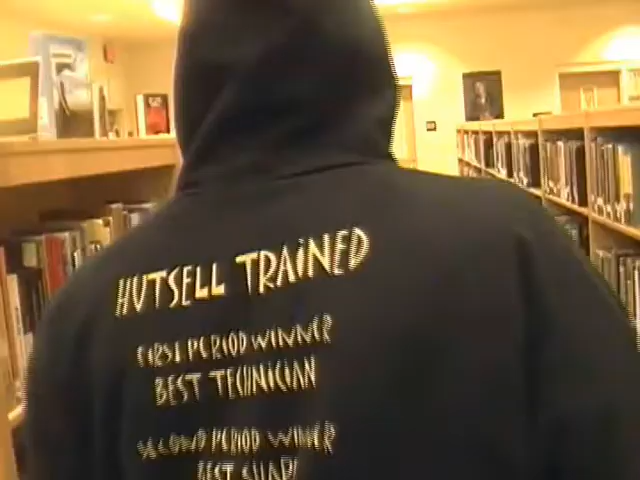 HUTSELL TRAINED
FIRST PERIOD WINNER
BEST TECHNICIAN
SECOND PERIOD WINNER
BEST